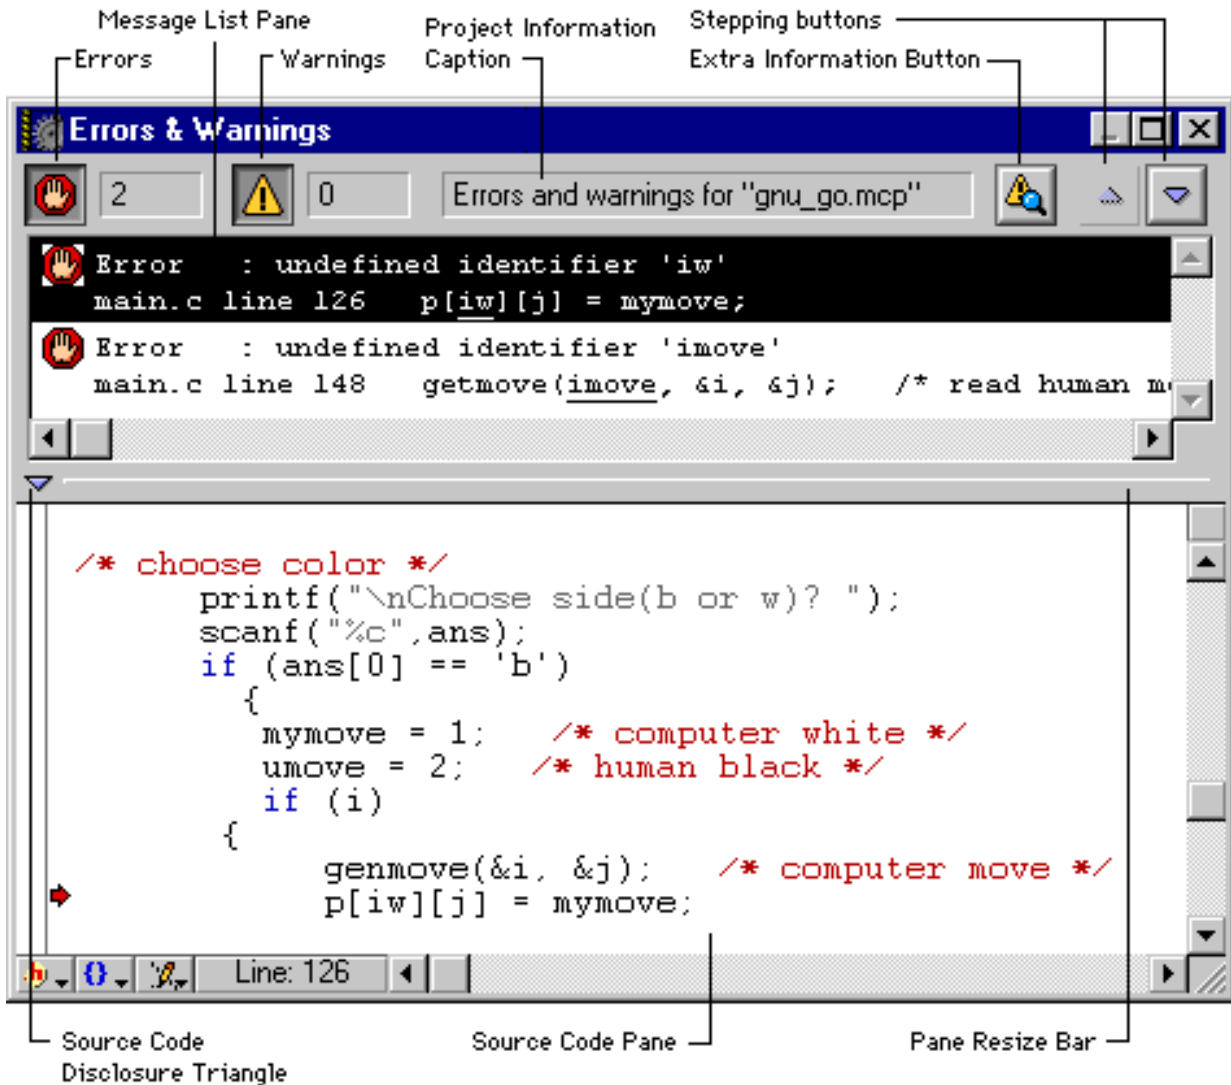 Message List Pane
Project Information
Stepping buttons
Errors
Warnings
Caption
Extra Information Button
Errors & Warnings
2
0
Errors and warnings for "gnu_go.mcp"
Error   : undefined identifier 'iw'
main.c line 126   p[iw][j] = mymove;
Error   : undefined identifier 'imove'
main.c line 148   getmove(imove, &i, &j);   /* read human m
/* choose color */
printf("\nChoose side(b or w)? ");
scanf("%c",ans);
if (ans[0] == 'b')
{
mymove = 1;   /* computer white */
umove = 2;   /* human black */
if (i)
{
genmove(&i, &j);   /* computer move */
p[iw][j] = mymove;
h
{}
Line: 126
Source Code
Disclosure Triangle
Source Code Pane
Pane Resize Bar